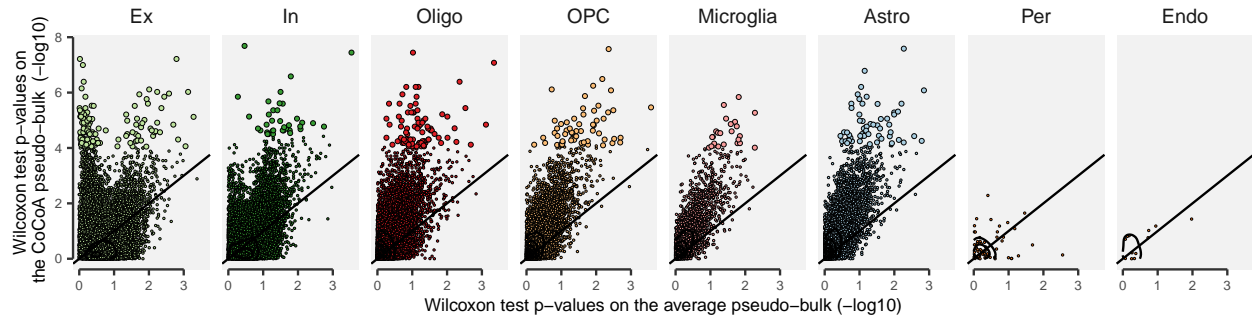 Ex In Oligo OPC Microglia Astro Per Endo
Wilcoxon test p−values on
the CoCoA pseudo−bulk (−log10)
8
6
4
2
0
0 1 2 3 0 1 2 3 0 1 2 3 0 1 2 3 0 1 2 3 0 1 2 3 0 1 2 3 0 1 2 3
Wilcoxon test p−values on the average pseudo−bulk (−log10)